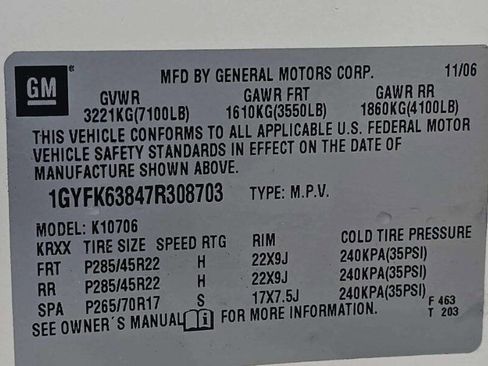 GM®
MFD BY GENERAL MOTORS CORP. 11/06
GVWR GAWR FRT GAWR RR
3221KG(7100LB) 1610KG(3550LB) 1860KG(4100LB)
THIS VEHICLE CONFORMS TO ALL APPLICABLE U.S. FEDERAL MOTOR
VEHICLE SAFETY STANDARDS IN EFFECT ON THE DATE OF
MANUFACTURE SHOWN ABOVE.
1GYFK63847R308703 TYPE: M.P.V.
MODEL: K10706
KRXX TIRE SIZE SPEED RTG RIM COLD TIRE PRESSURE
FRT P285/45R22 H 22X9J 240KPA(35PSI)
RR P285/45R22 H 22X9J 240KPA(35PSI)
SPA P265/70R17 S 17X7.5J 240KPA(35PSI)
SEE OWNER'S MANUAL i FOR MORE INFORMATION.
F 463
T 203